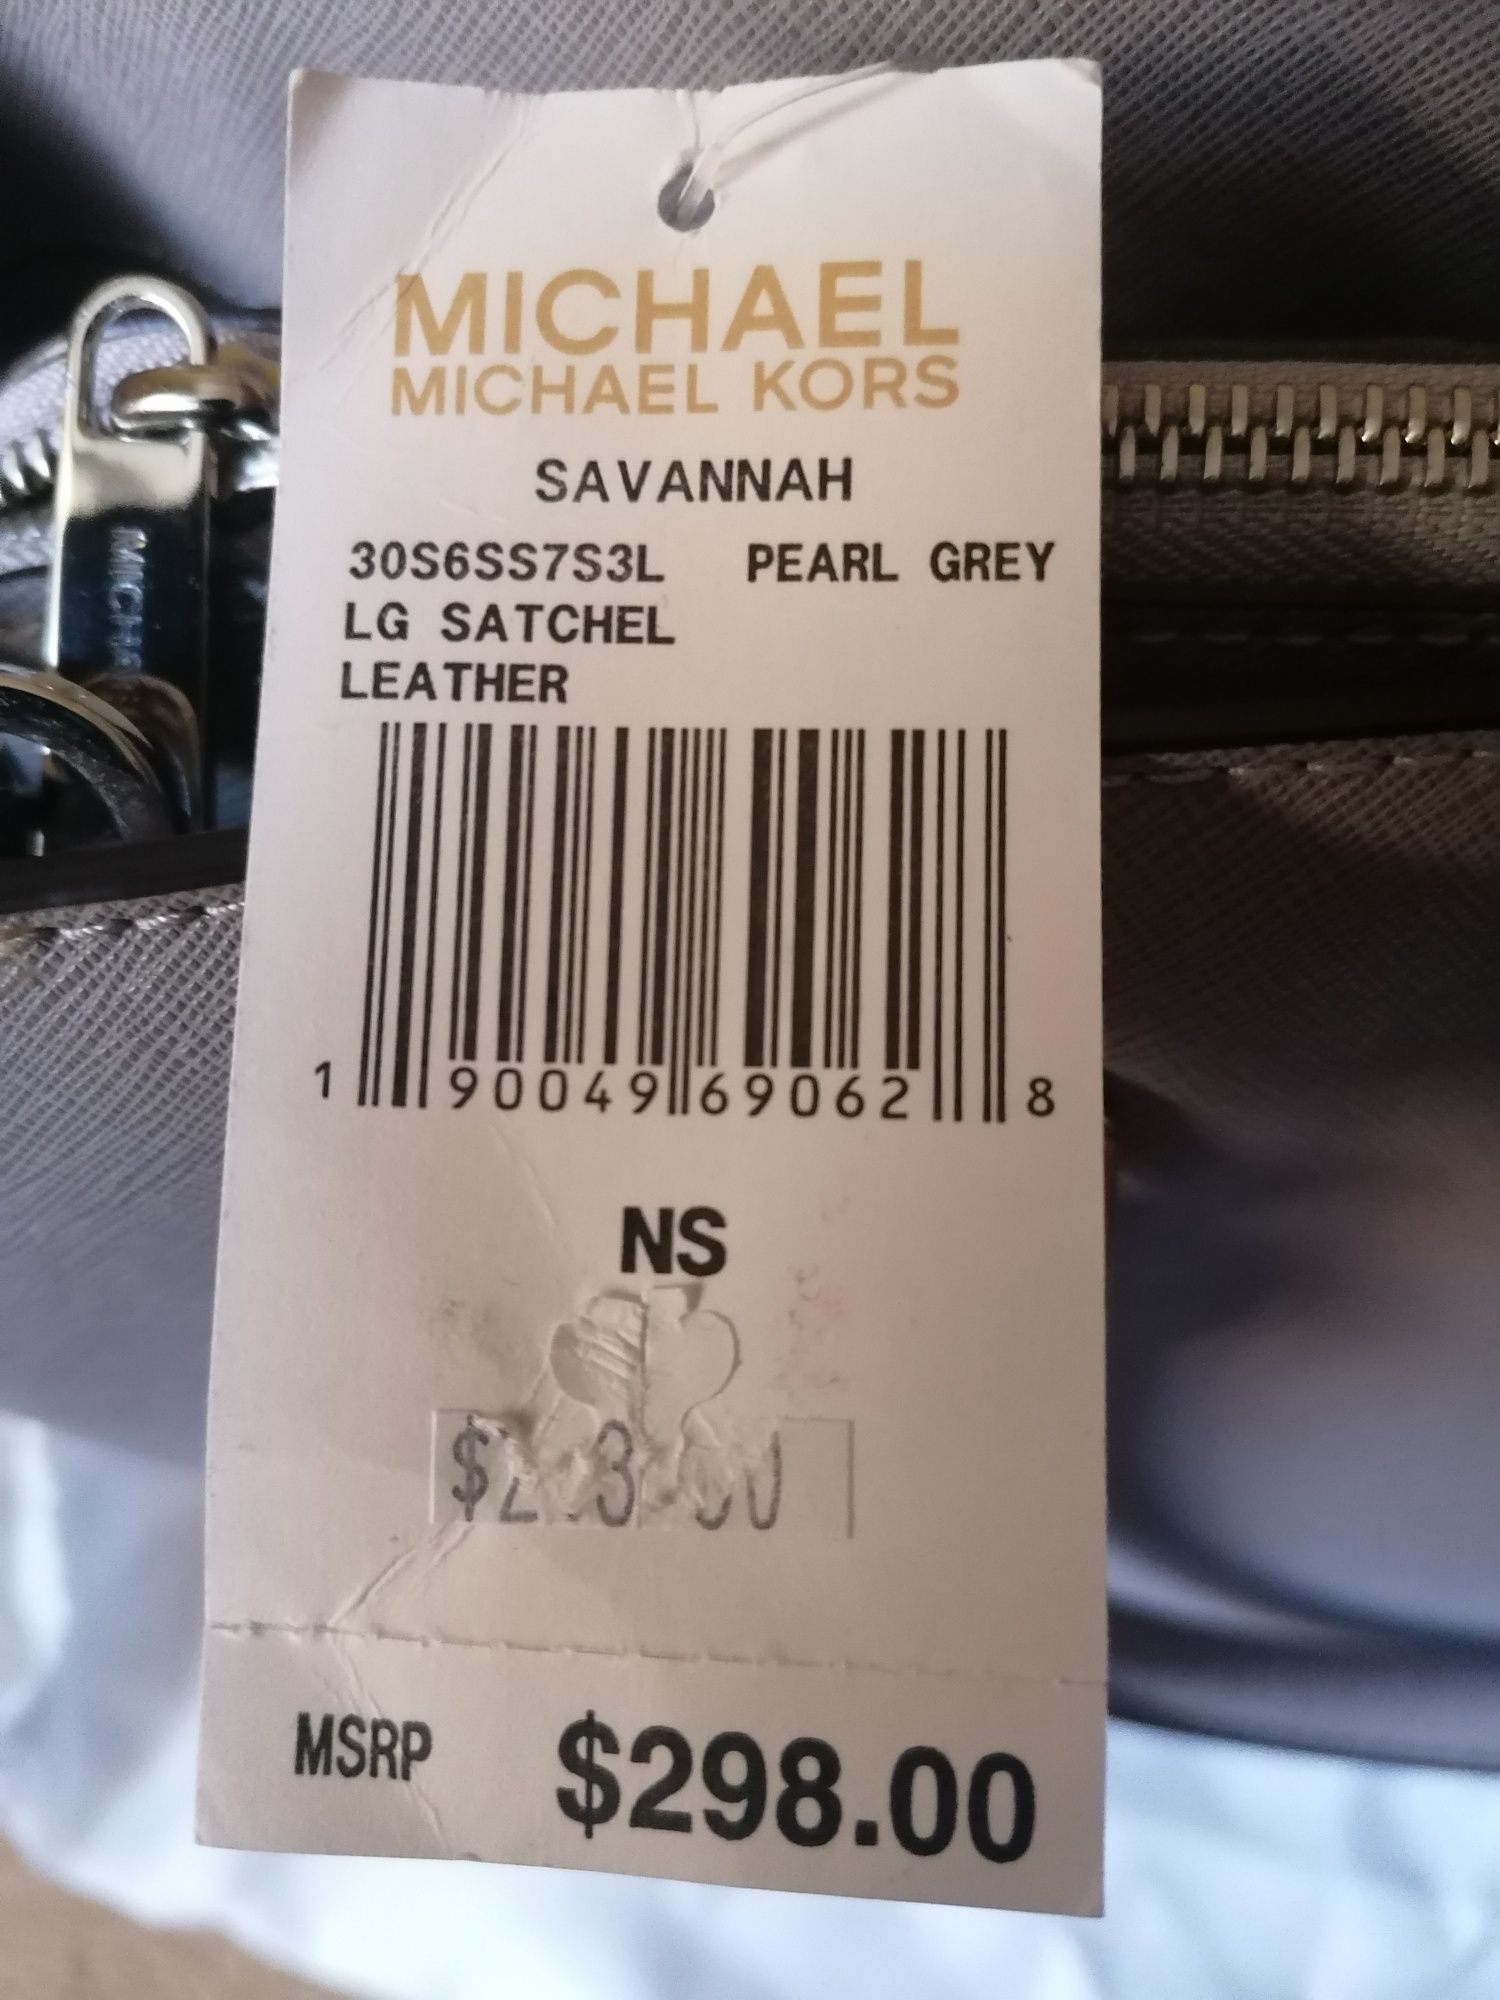 MICHAEL
MICHAEL KORS
SAVANNAH
30S6SS7S3L PEARL GREY
LG SATCHEL
LEATHER
1 90049 69062 8
NS
MSRP $298.00